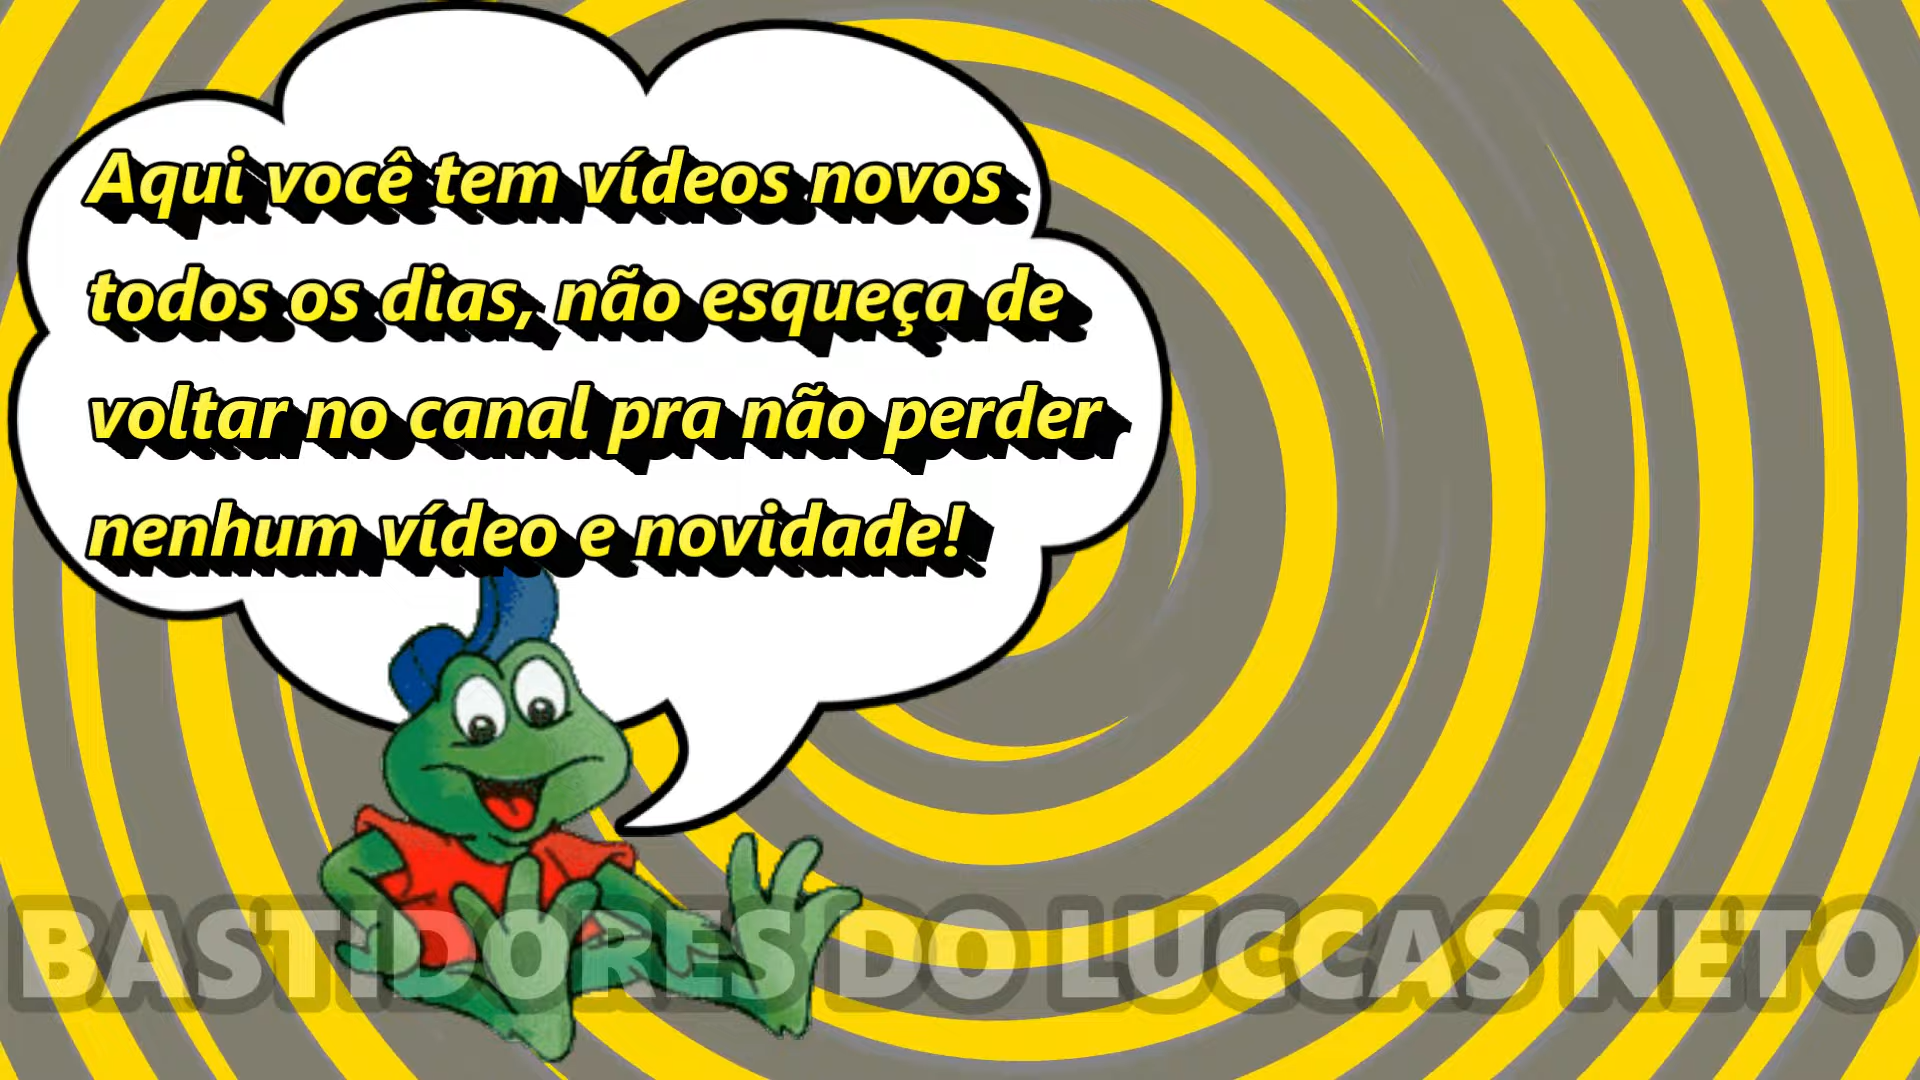 Aqui você tem vídeos novos
todos os dias, não esqueça de
voltar no canal pra não perder
nenhum vídeo e novidade!
BASTIDORES DO LUCCAS NETO